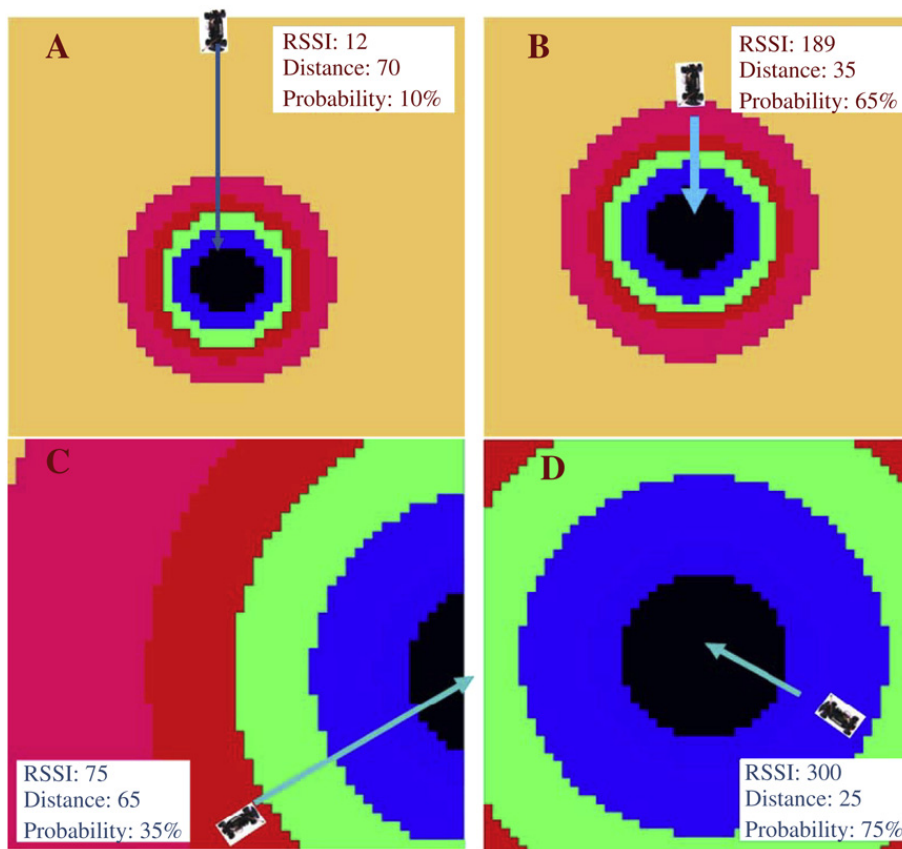 A
RSSI: 12
Distance: 70
Probability: 10%
B
RSSI: 189
Distance: 35
Probability: 65%
C
RSSI: 75
Distance: 65
Probability: 35%
D
RSSI: 300
Distance: 25
Probability: 75%